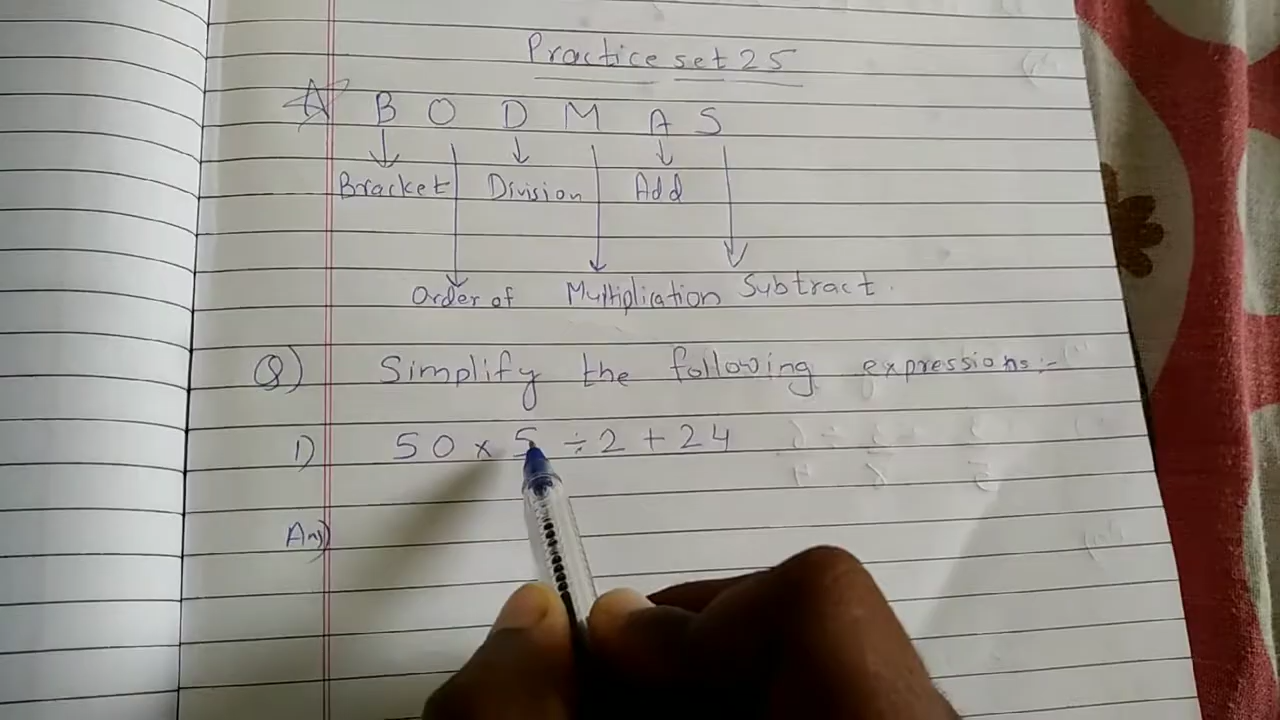 Practice set 25
A B O D M A S
Bracket Division Add
Order of Multiplication Subtract.
Q) Simplify the following expressions:-
1) 50 x 5 ÷ 2 + 24
Ans)